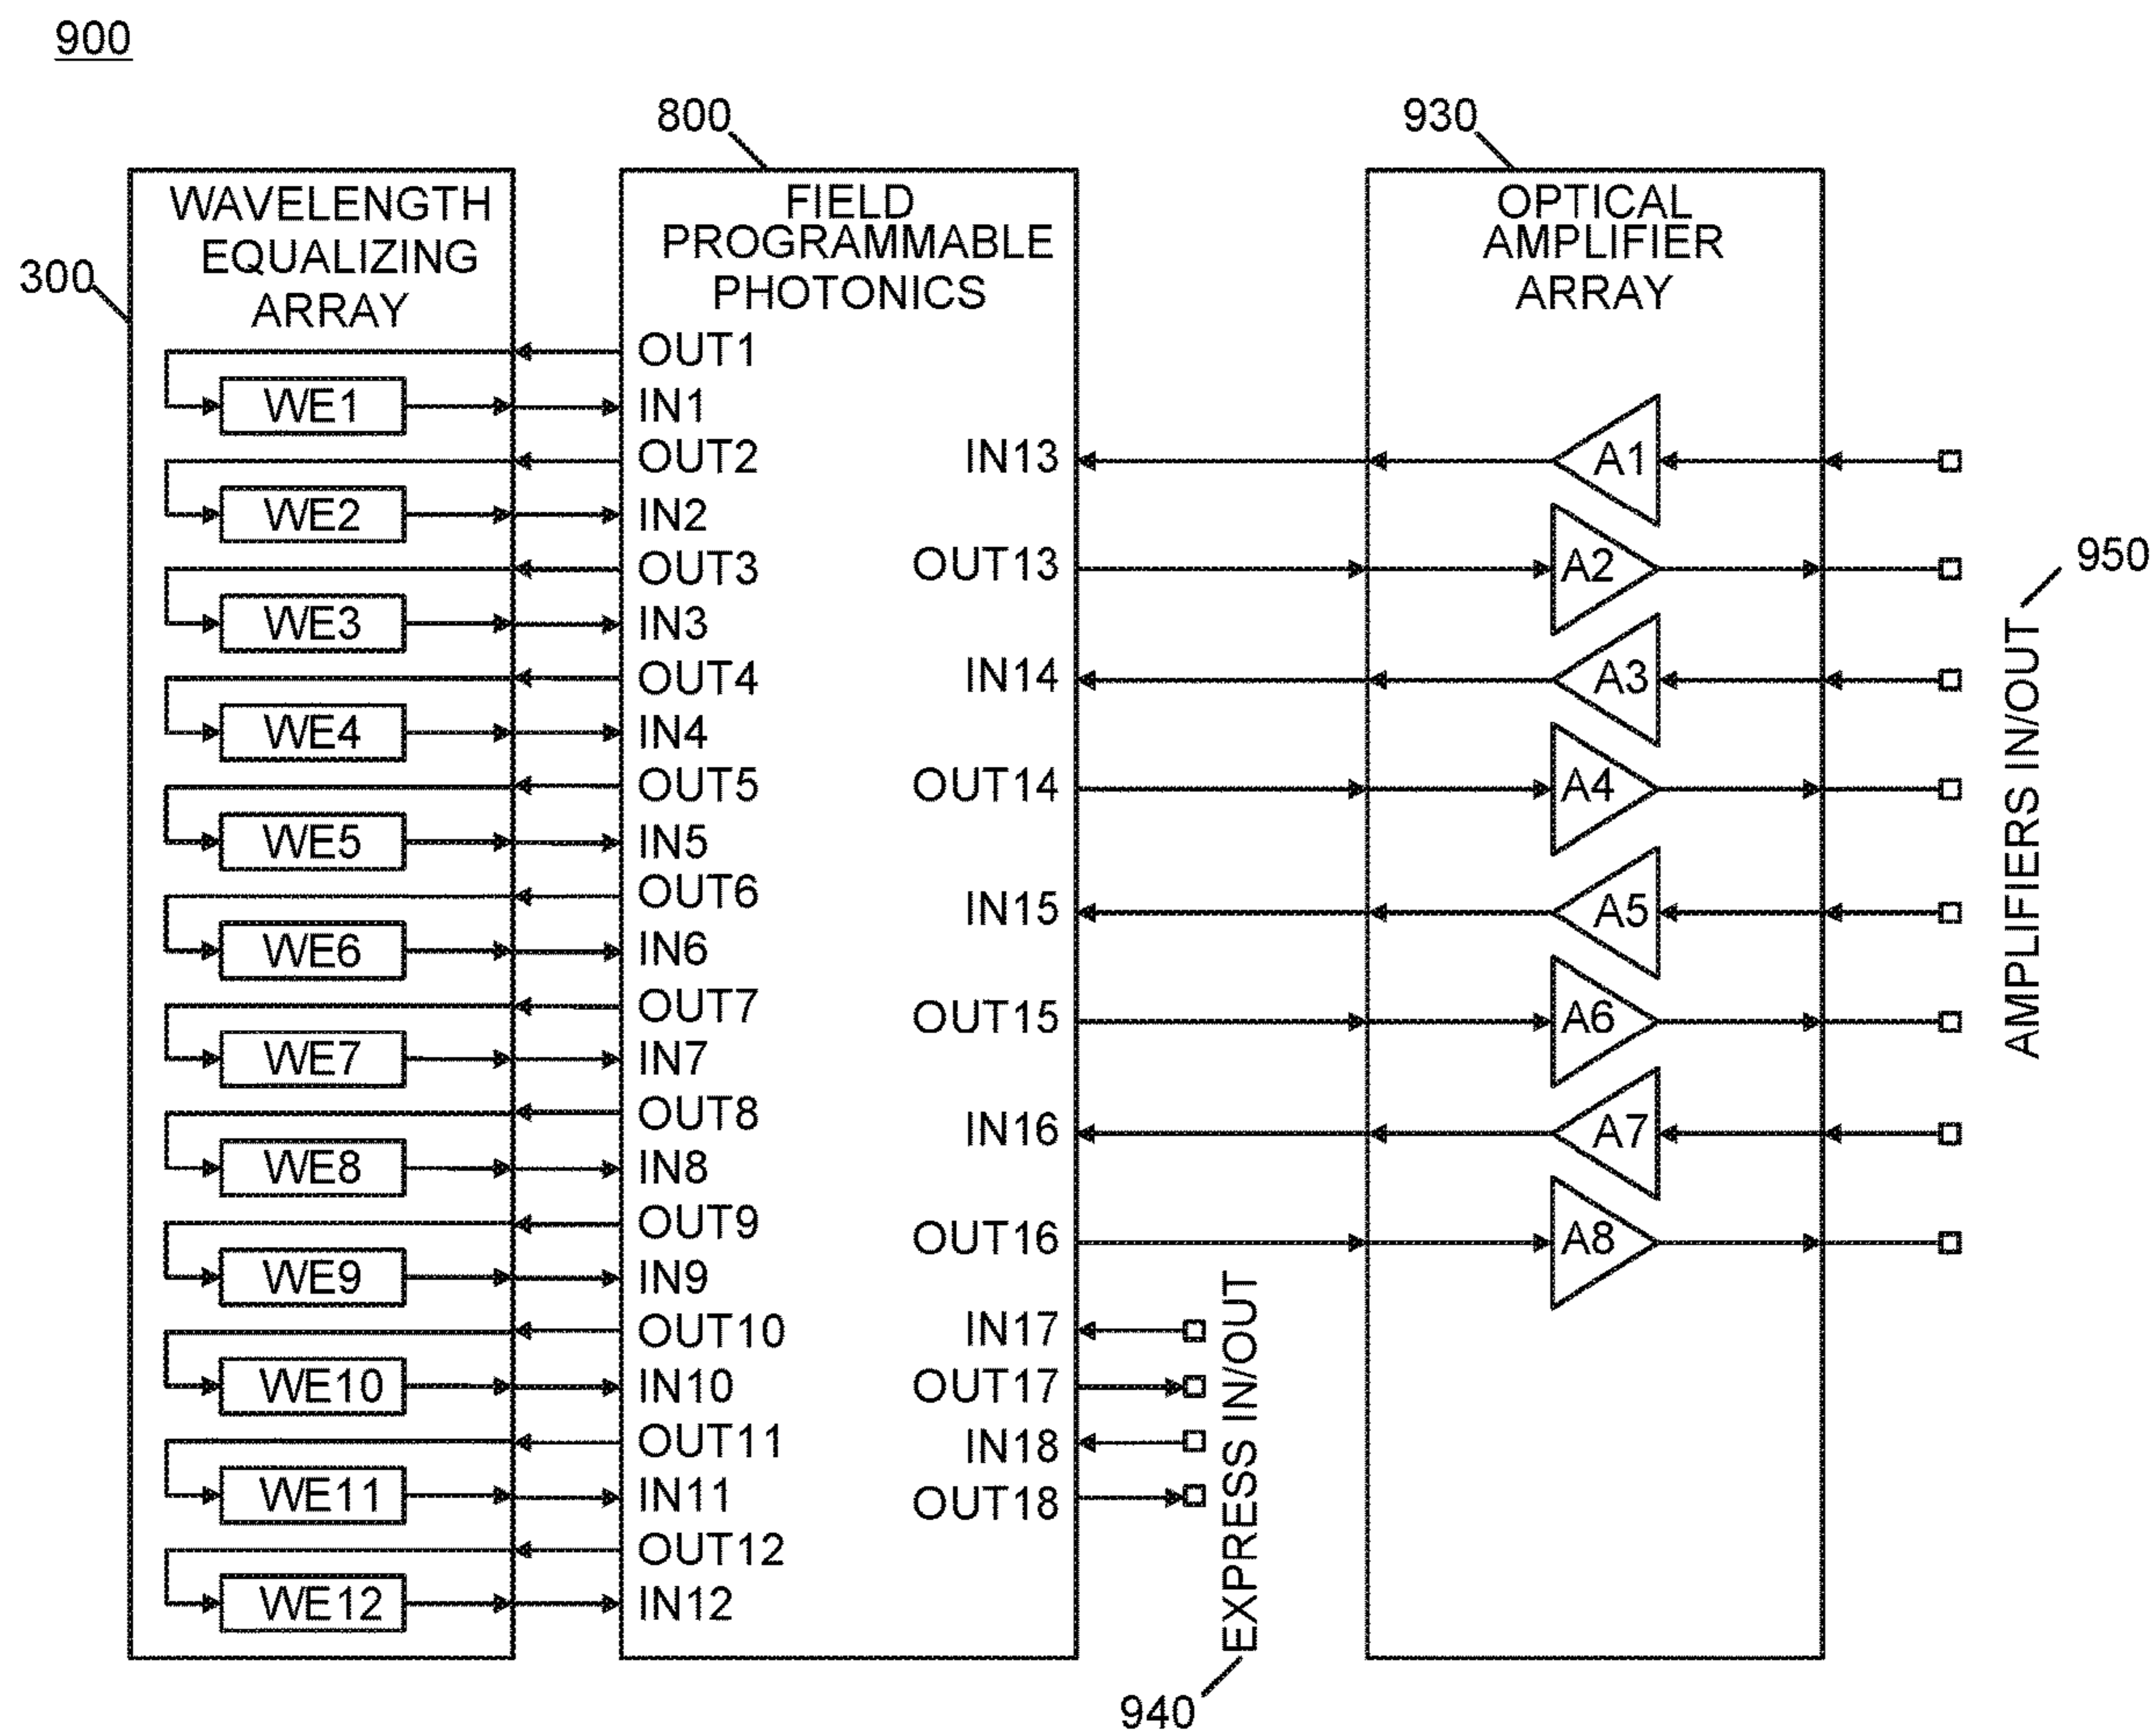 900
800
930
300
WAVELENGTH
EQUALIZING
ARRAY
WE1
WE2
WE3
WE4
WE5
WE6
WE7
WE8
WE9
WE10
WE11
WE12
FIELD
PROGRAMMABLE
PHOTONICS
OUT1
IN1
OUT2
IN2
OUT3
IN3
OUT4
IN4
OUT5
IN5
OUT6
IN6
OUT7
IN7
OUT8
IN8
OUT9
IN9
OUT10
IN10
OUT11
IN11
OUT12
IN12
IN13
OUT13
IN14
OUT14
IN15
OUT15
IN16
OUT16
IN17
OUT17
IN18
OUT18
EXPRESS IN/OUT
940
OPTICAL
AMPLIFIER
ARRAY
A1
A2
A3
A4
A5
A6
A7
A8
AMPLIFIERS IN/OUT
950